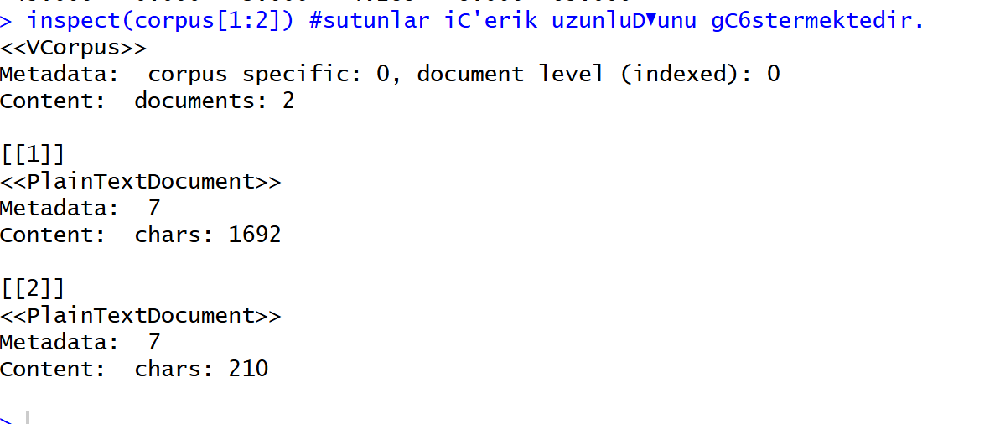 > inspect(corpus[1:2]) #sutunlar iC'erik uzunluD▼unu gC6stermektedir.
<<VCorpus>>
Metadata:  corpus specific: 0, document level (indexed): 0
Content:  documents: 2
[[1]]
<<PlainTextDocument>>
Metadata:  7
Content:  chars: 1692
[[2]]
<<PlainTextDocument>>
Metadata:  7
Content:  chars: 210
>